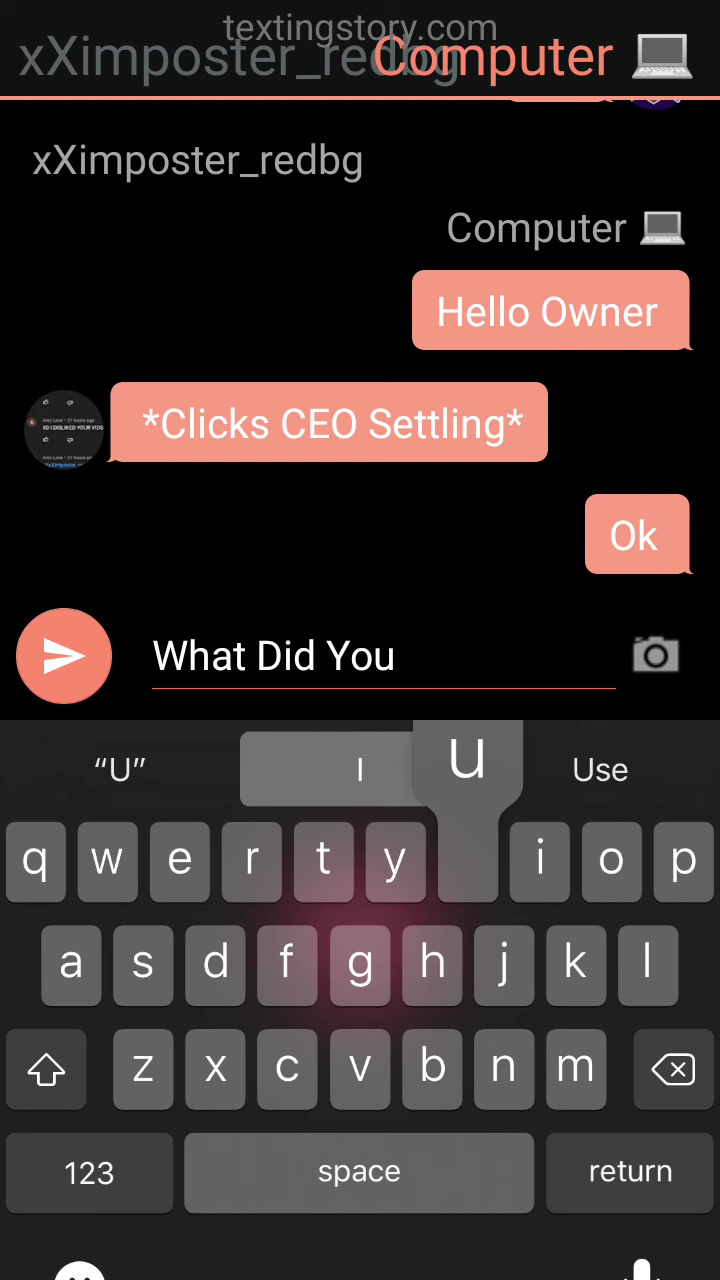 textingstory.com
xXimposter_redbg
Computer
xXimposter_redbg
Computer
Hello Owner
*Clicks CEO Settling*
Ok
What Did You
“U” I u Use
q w e r t y i o p
a s d f g h j k l
z x c v b n m
123 space return